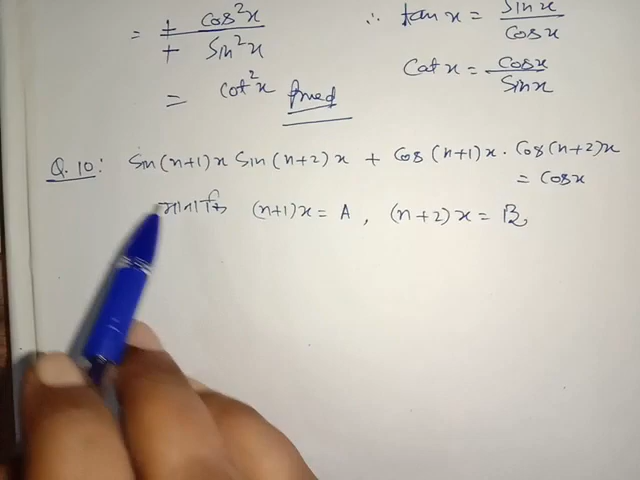 = + cos²x / + sin²x ∴ tan x = sin x / cos x
cot x = cos x / sin x
= cot²x proved
Q. 10: sin(n+1)x sin(n+2)x + cos(n+1)x . cos(n+2)x
= cosx
माना कि (n+1)x = A , (n+2)x = B